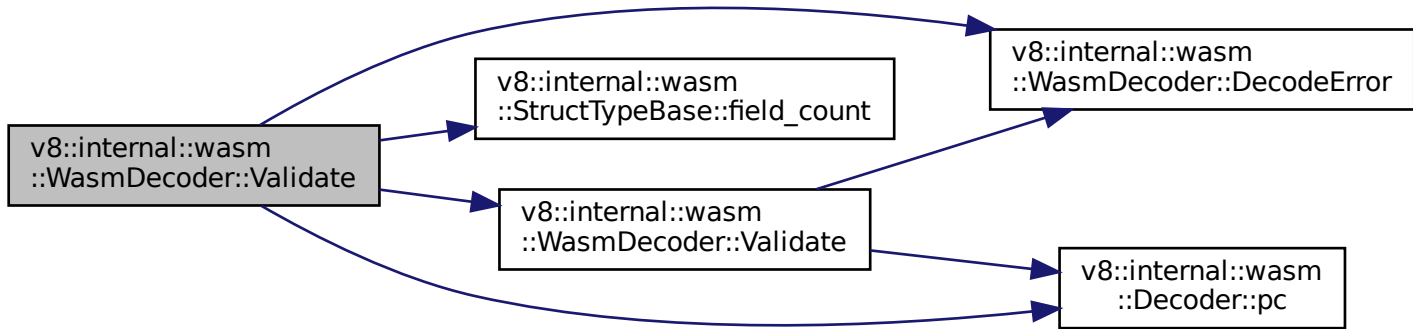 v8::internal::wasm
::WasmDecoder::Validate
v8::internal::wasm
::StructTypeBase::field_count
v8::internal::wasm
::WasmDecoder::Validate
v8::internal::wasm
::WasmDecoder::DecodeError
v8::internal::wasm
::Decoder::pc